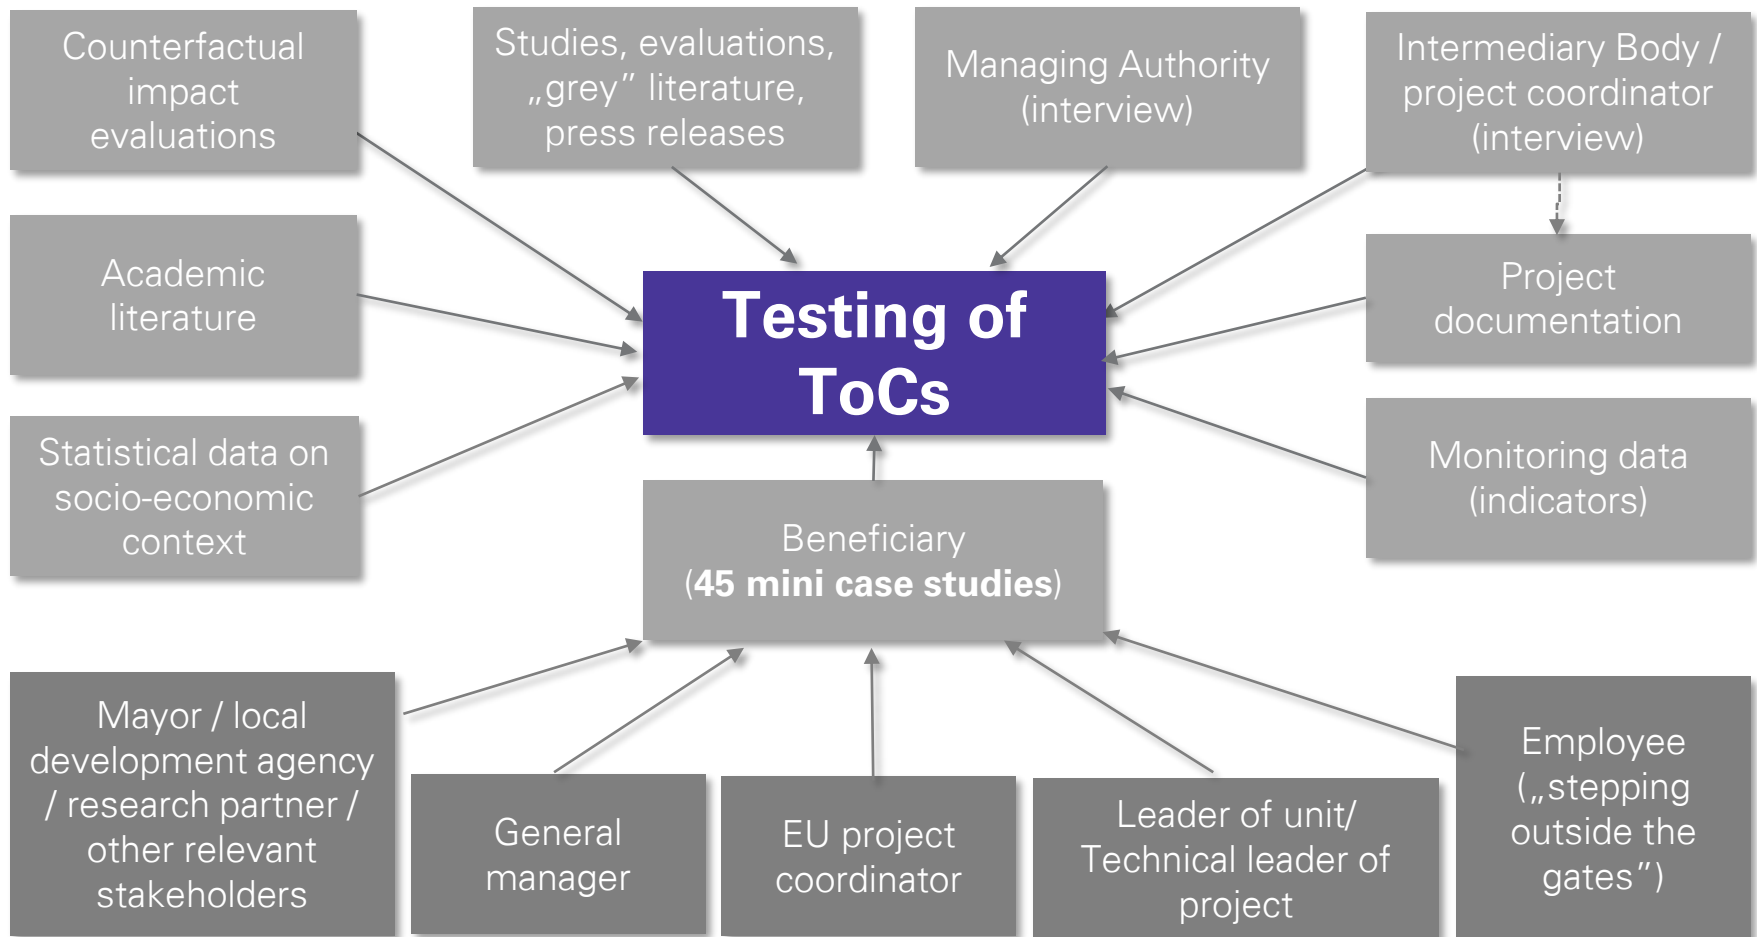 Counterfactual
impact
evaluations
Studies, evaluations,
„grey” literature,
press releases
Managing Authority
(interview)
Intermediary Body /
project coordinator
(interview)
Academic
literature
Testing of
ToCs
Project
documentation
Statistical data on
socio-economic
context
Beneficiary
(45 mini case studies)
Monitoring data
(indicators)
Mayor / local
development agency
/ research partner /
other relevant
stakeholders
General
manager
EU project
coordinator
Leader of unit/
Technical leader of
project
Employee
(„stepping
outside the
gates”)